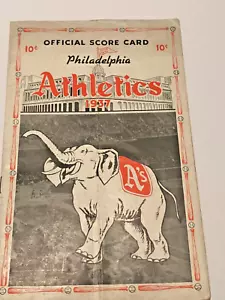 OFFICIAL SCORE CARD
10¢ 10¢
Philadelphia
Athletics
1937
A's